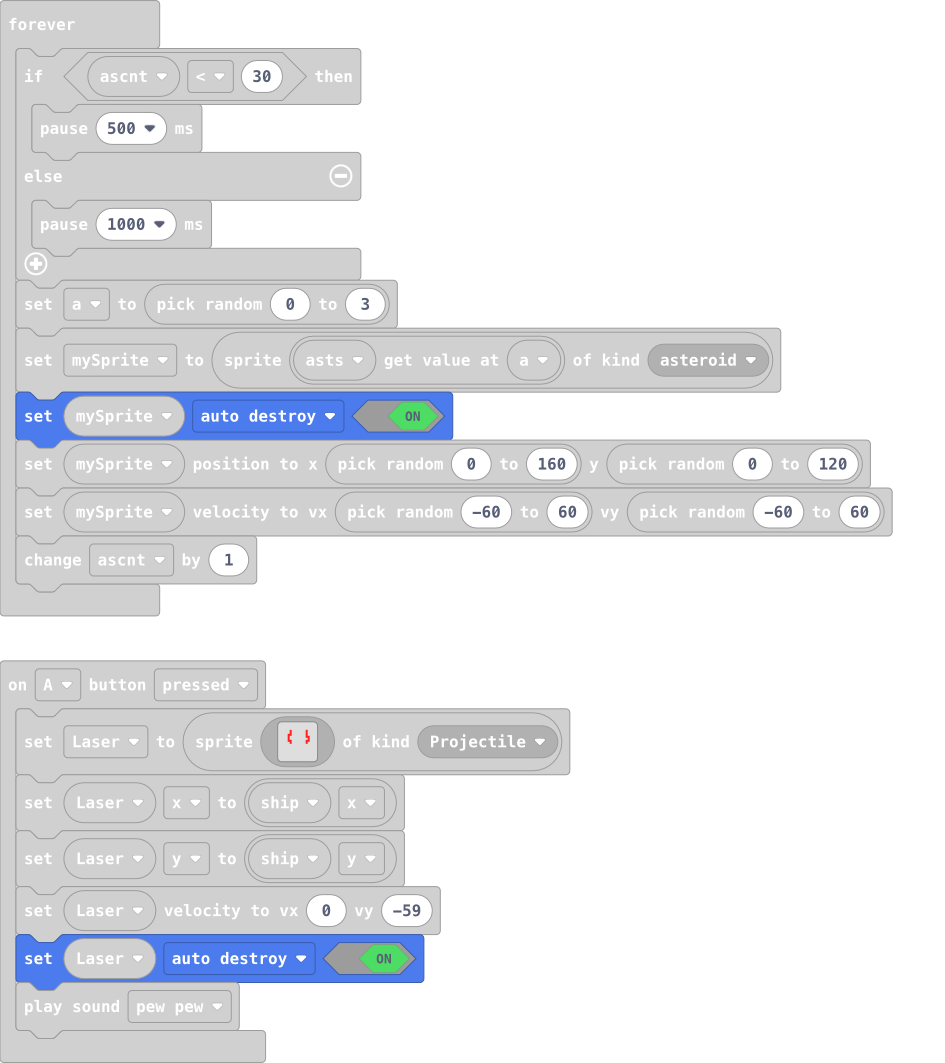 forever
if ascnt < 30 then
pause 500 ms
else
pause 1000 ms
set a to pick random 0 to 3
set mySprite to sprite asts get value at a of kind asteroid
set mySprite auto destroy ON
set mySprite position to x pick random 0 to 160 y pick random 0 to 120
set mySprite velocity to vx pick random -60 to 60 vy pick random -60 to 60
change ascnt by 1
on A button pressed
set Laser to sprite of kind Projectile
set Laser x to ship x
set Laser y to ship y
set Laser velocity to vx 0 vy -59
set Laser auto destroy ON
play sound pew pew